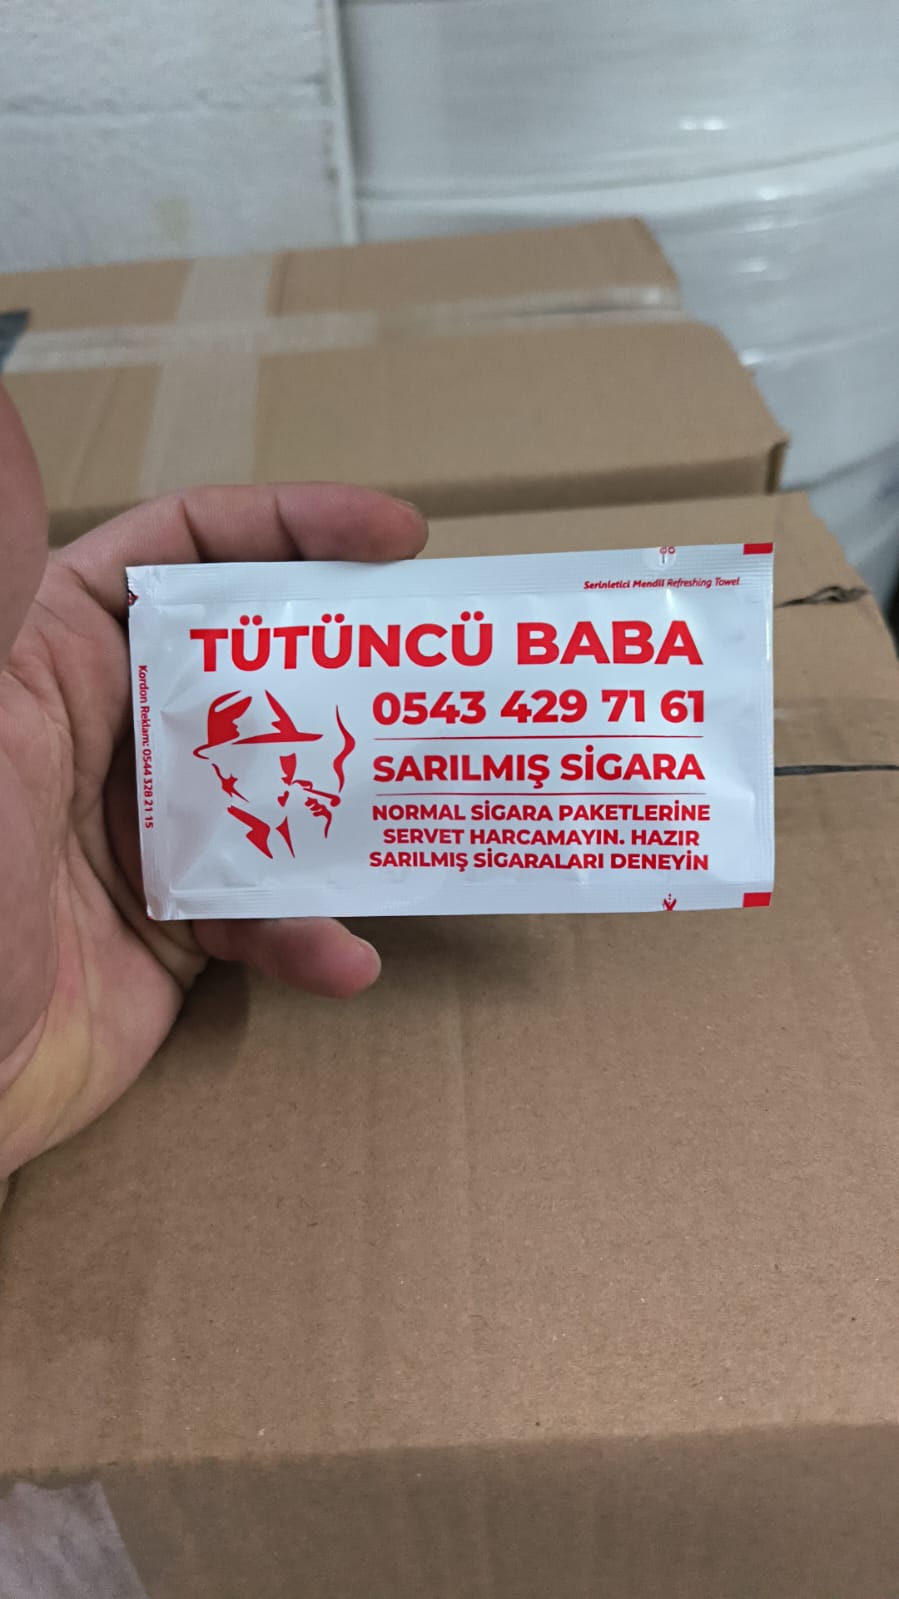 Serinletici Mendil Refreshing Towel
TÜTÜNCÜ BABA
0543 429 71 61
SARILMIŞ SİGARA
NORMAL SİGARA PAKETLERİNE
SERVET HARCAMAYIN. HAZIR
SARILMIŞ SİGARALARI DENEYİN
Kordon Reklam: 0544 328 21 15